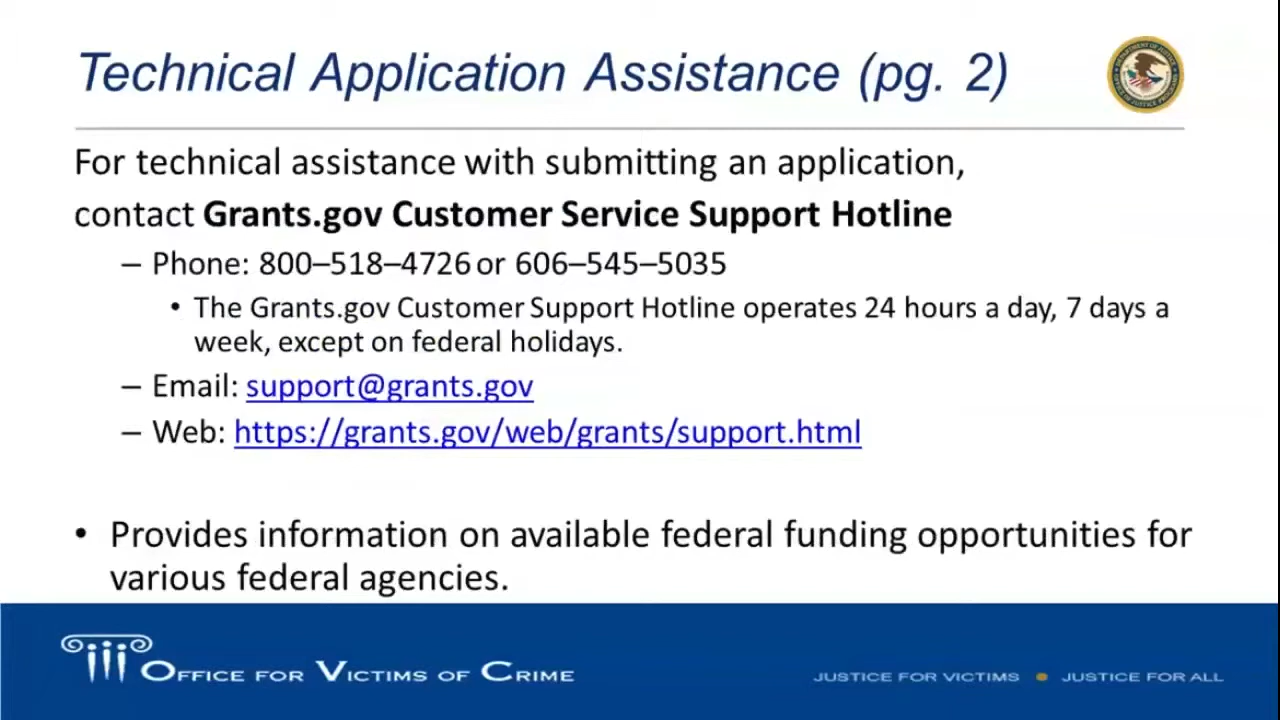 Technical Application Assistance (pg. 2)
For technical assistance with submitting an application,
contact Grants.gov Customer Service Support Hotline
– Phone: 800–518–4726 or 606–545–5035
• The Grants.gov Customer Support Hotline operates 24 hours a day, 7 days a
week, except on federal holidays.
– Email: support@grants.gov
– Web: https://grants.gov/web/grants/support.html
• Provides information on available federal funding opportunities for
various federal agencies.
OFFICE FOR VICTIMS OF CRIME
JUSTICE FOR VICTIMS • JUSTICE FOR ALL